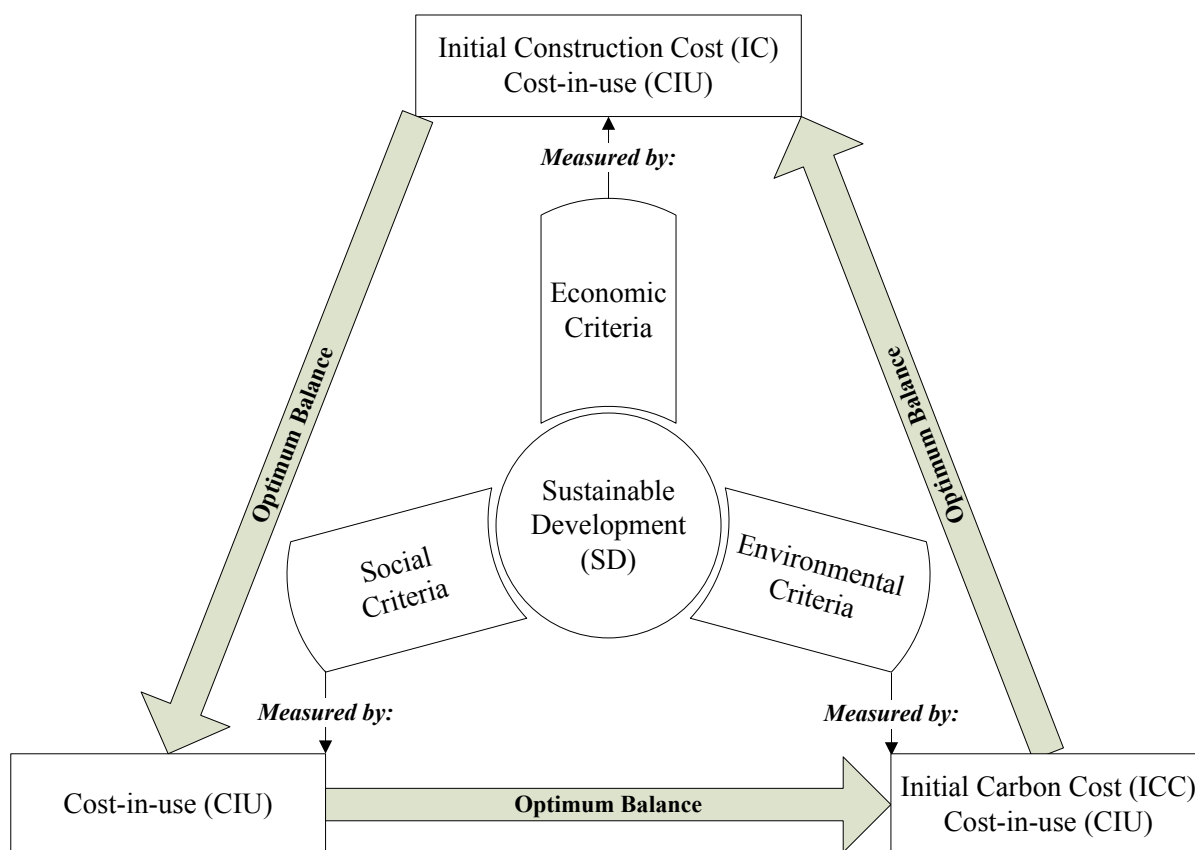 Initial Construction Cost (IC)
Cost-in-use (CIU)
Measured by:
Economic
Criteria
Optimum Balance
Optimum Balance
Sustainable
Development
(SD)
Social
Criteria
Environmental
Criteria
Measured by:
Measured by:
Cost-in-use (CIU)
Optimum Balance
Initial Carbon Cost (ICC)
Cost-in-use (CIU)